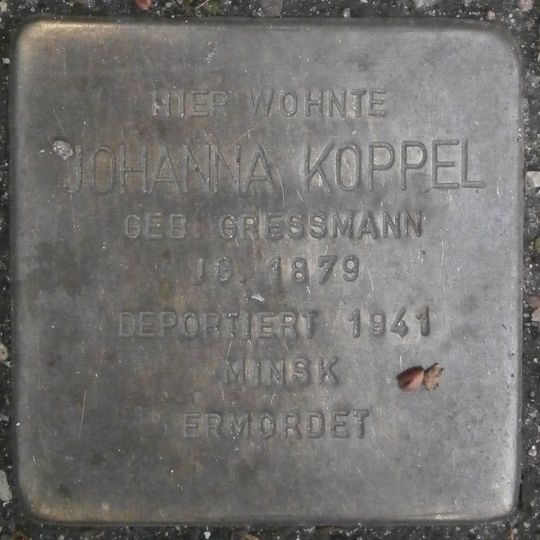 HIER WOHNTE
JOHANNA KOPPEL
GEB. GRESSMANN
JG. 1879
DEPORTIERT 1941
MINSK
ERMORDET